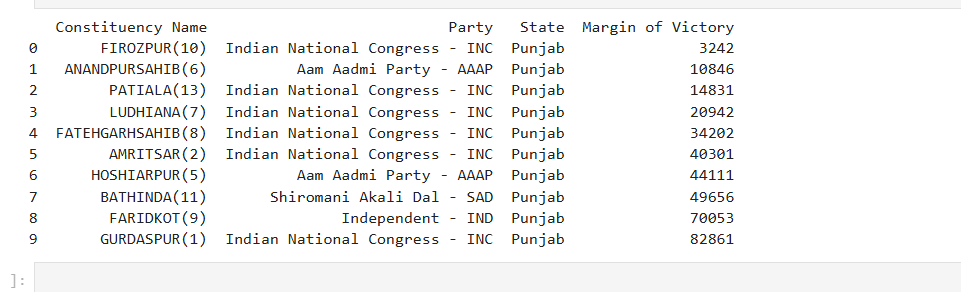 Constituency Name Party State Margin of Victory
0 FIROZPUR(10) Indian National Congress - INC Punjab 3242
1 ANANDPURSAHIB(6) Aam Aadmi Party - AAAP Punjab 10846
2 PATIALA(13) Indian National Congress - INC Punjab 14831
3 LUDHIANA(7) Indian National Congress - INC Punjab 20942
4 FATEHGARHSAHIB(8) Indian National Congress - INC Punjab 34202
5 AMRITSAR(2) Indian National Congress - INC Punjab 40301
6 HOSHIARPUR(5) Aam Aadmi Party - AAAP Punjab 44111
7 BATHINDA(11) Shiromani Akali Dal - SAD Punjab 49656
8 FARIDKOT(9) Independent - IND Punjab 70053
9 GURDASPUR(1) Indian National Congress - INC Punjab 82861
]: